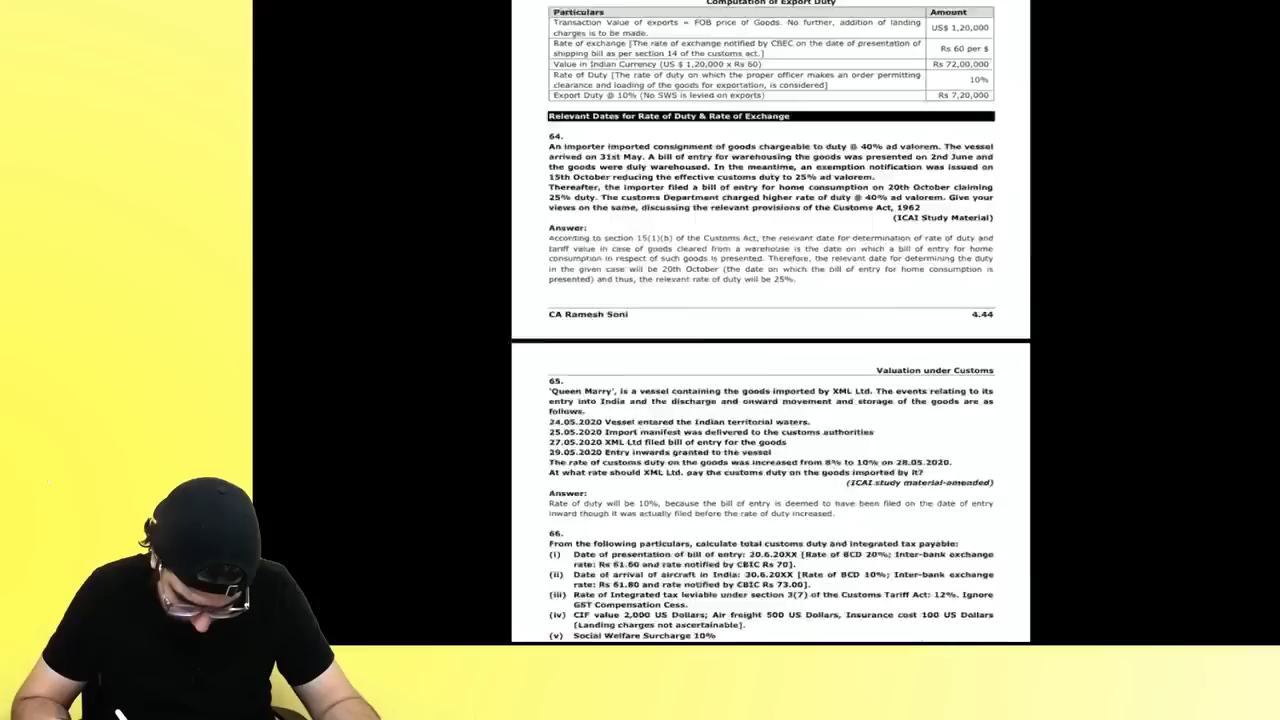 Computation of Export Duty
Particulars Amount
Transaction Value of exports = FOB price of Goods. No further, addition of landing
charges is to be made. US$ 1,20,000
Rate of exchange [The rate of exchange notified by CBEC on the date of presentation of
shipping bill as per section 14 of the customs act.] Rs 60 per $
Value in Indian Currency (US $ 1,20,000 x Rs 60) Rs 72,00,000
Rate of Duty [The rate of duty on which the proper officer makes an order permitting
clearance and loading of the goods for exportation, is considered] 10%
Export Duty @ 10% (No SWS is levied on exports) Rs 7,20,000
Relevant Dates for Rate of Duty & Rate of Exchange
64.
An importer imported consignment of goods chargeable to duty @ 40% ad valorem. The vessel
arrived on 31st May. A bill of entry for warehousing the goods was presented on 2nd June and
the goods were duly warehoused. In the meantime, an exemption notification was issued on
15th October reducing the effective customs duty to 25% ad valorem.
Thereafter, the importer filed a bill of entry for home consumption on 20th October claiming
25% duty. The customs Department charged higher rate of duty @ 40% ad valorem. Give your
views on the same, discussing the relevant provisions of the Customs Act, 1962
(ICAI Study Material)
Answer:
According to section 15(1)(b) of the Customs Act, the relevant date for determination of rate of duty and
tariff value in case of goods cleared from a warehouse is the date on which a bill of entry for home
consumption in respect of such goods is presented. Therefore, the relevant date for determining the duty
in the given case will be 20th October (the date on which the bill of entry for home consumption is
presented) and thus, the relevant rate of duty will be 25%.
CA Ramesh Soni 4.44
Valuation under Customs
65.
'Queen Marry', is a vessel containing the goods imported by XML Ltd. The events relating to its
entry into India and the discharge and onward movement and storage of the goods are as
follows.
24.05.2020 Vessel entered the Indian territorial waters.
25.05.2020 Import manifest was delivered to the customs authorities
27.05.2020 XML Ltd filed bill of entry for the goods
29.05.2020 Entry inwards granted to the vessel
The rate of customs duty on the goods was increased from 8% to 10% on 28.05.2020.
At what rate should XML Ltd. pay the customs duty on the goods imported by it?
(ICAI study material-amended)
Answer:
Rate of duty will be 10%, because the bill of entry is deemed to have been filed on the date of entry
inward though it was actually filed before the rate of duty increased.
66.
From the following particulars, calculate total customs duty and integrated tax payable:
(i) Date of presentation of bill of entry: 20.6.20XX [Rate of BCD 20%; Inter-bank exchange
rate: Rs 61.60 and rate notified by CBIC Rs 70].
(ii) Date of arrival of aircraft in India: 30.6.20XX [Rate of BCD 10%; Inter-bank exchange
rate: Rs 61.80 and rate notified by CBIC Rs 73.00].
(iii) Rate of Integrated tax leviable under section 3(7) of the Customs Tariff Act: 12%. Ignore
GST Compensation Cess.
(iv) CIF value 2,000 US Dollars; Air freight 500 US Dollars, Insurance cost 100 US Dollars
[Landing charges not ascertainable].
(v) Social Welfare Surcharge 10%